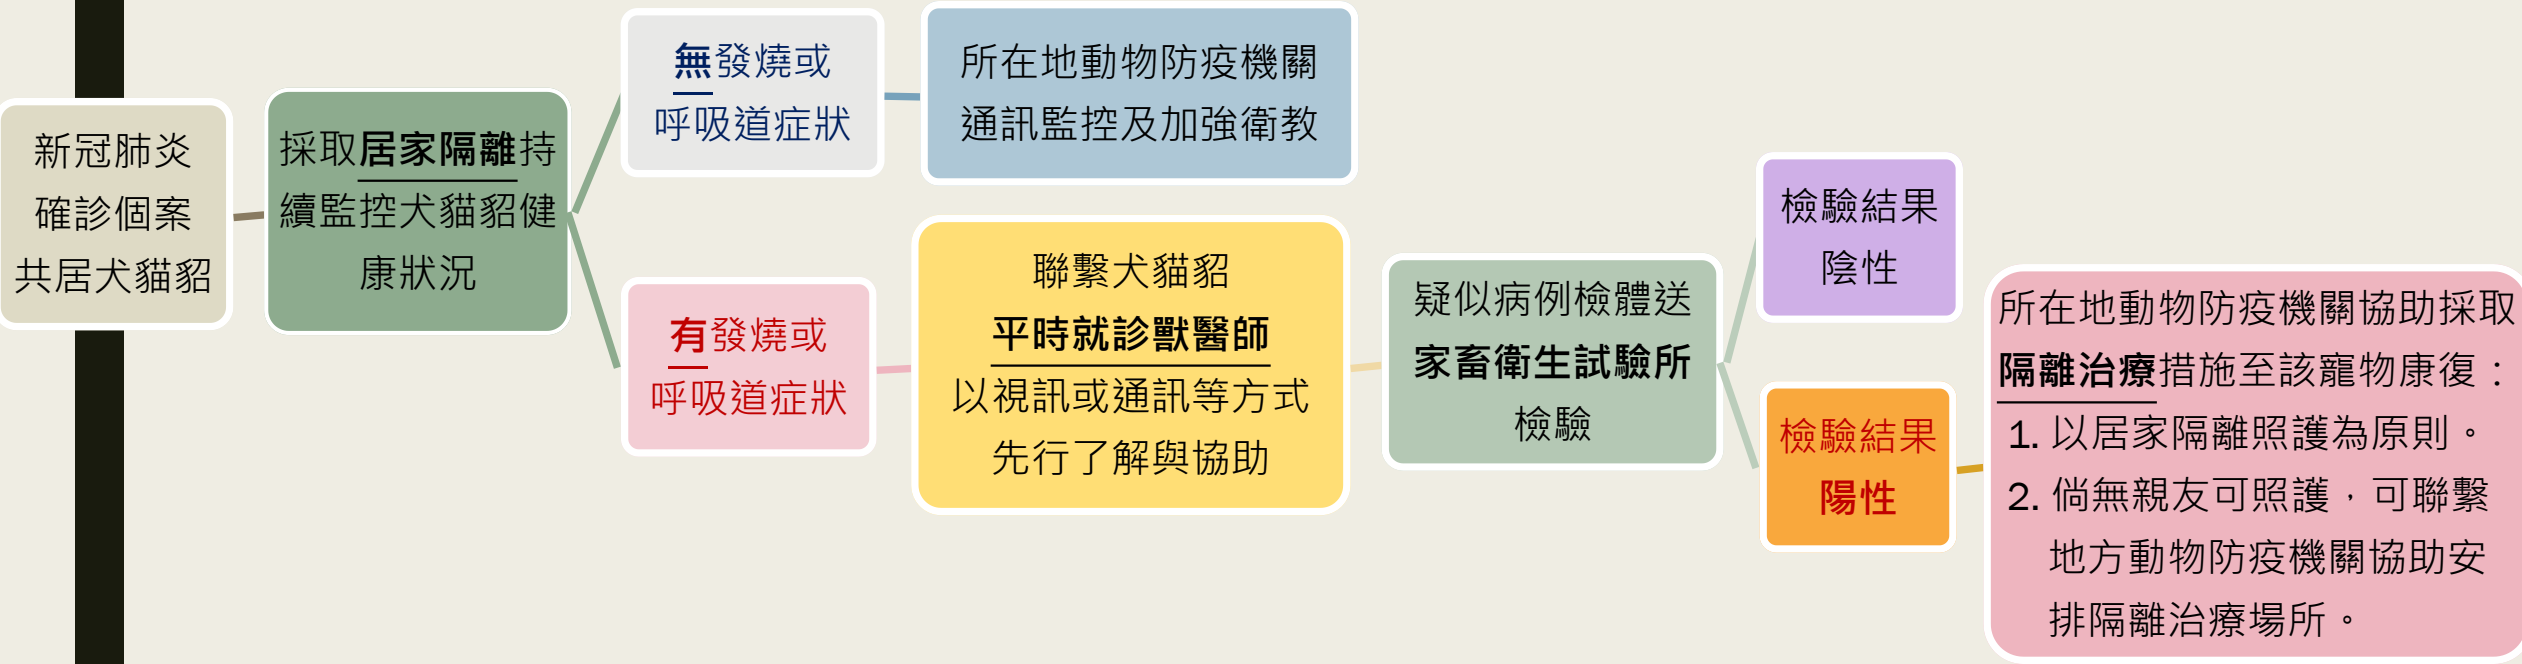 新冠肺炎
確診個案
共居犬貓貂
採取居家隔離持
續監控犬貓貂健
康狀況
無發燒或
呼吸道症狀
所在地動物防疫機關
通訊監控及加強衛教
有發燒或
呼吸道症狀
聯繫犬貓貂
平時就診獸醫師
以視訊或通訊等方式
先行了解與協助
疑似病例檢體送
家畜衛生試驗所
檢驗
檢驗結果
陰性
檢驗結果
陽性
所在地動物防疫機關協助採取
隔離治療措施至該寵物康復：
1. 以居家隔離照護為原則。
2. 倘無親友可照護，可聯繫
地方動物防疫機關協助安
排隔離治療場所。